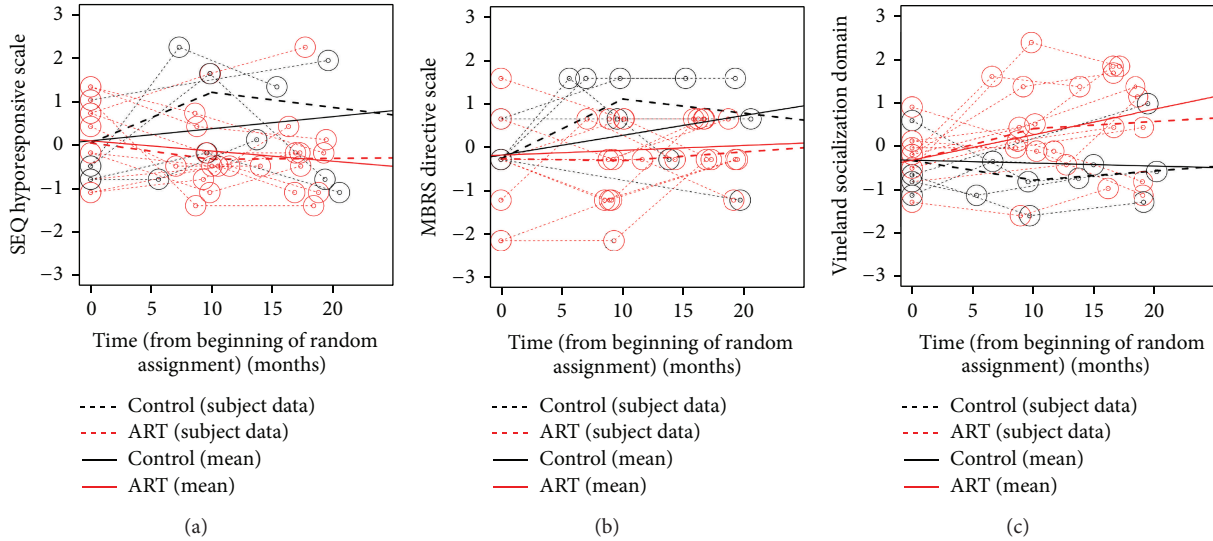 3
2
1
0
−1
−2
−3
SEQ hyporesponsive scale
0 5 10 15 20
Time (from beginning of random
assignment) (months)
Control (subject data)
ART (subject data)
Control (mean)
ART (mean)
(a)
3
2
1
0
−1
−2
−3
MBRS directive scale
0 5 10 15 20
Time (from beginning of random
assignment) (months)
Control (subject data)
ART (subject data)
Control (mean)
ART (mean)
(b)
3
2
1
0
−1
−2
−3
Vineland socialization domain
0 5 10 15 20
Time (from beginning of random
assignment) (months)
Control (subject data)
ART (subject data)
Control (mean)
ART (mean)
(c)